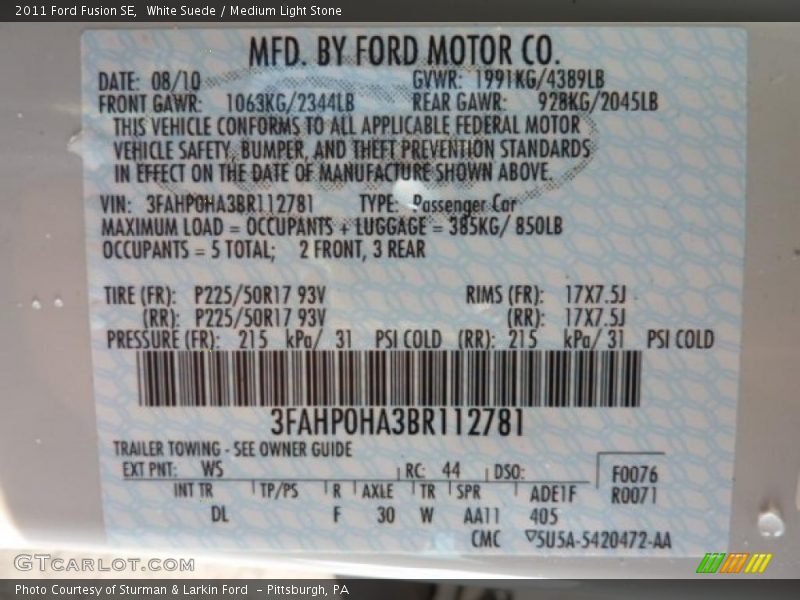 2011 Ford Fusion SE, White Suede / Medium Light Stone
MFD. BY FORD MOTOR CO.
DATE: 08/10 GVWR: 1991KG/4389LB
FRONT GAWR: 1063KG/2344LB REAR GAWR: 928KG/2045LB
THIS VEHICLE CONFORMS TO ALL APPLICABLE FEDERAL MOTOR
VEHICLE SAFETY, BUMPER, AND THEFT PREVENTION STANDARDS
IN EFFECT ON THE DATE OF MANUFACTURE SHOWN ABOVE.
VIN: 3FAHP0HA3BR112781 TYPE: Passenger Car
MAXIMUM LOAD = OCCUPANTS + LUGGAGE = 385KG/ 850LB
OCCUPANTS = 5 TOTAL; 2 FRONT, 3 REAR
TIRE (FR): P225/50R17 93V RIMS (FR): 17X7.5J
(RR): P225/50R17 93V (RR): 17X7.5J
PRESSURE (FR): 215 kPa/ 31 PSI COLD (RR): 215 kPa/ 31 PSI COLD
3FAHP0HA3BR112781
TRAILER TOWING - SEE OWNER GUIDE
EXT PNT: WS RC: 44 DSO: F0076
INT TR TP/PS R AXLE TR SPR ADE1F R0071
DL F 30 W AA11 405
CMC ▽5U5A-5420472-AA
GTCARLOT.COM
Photo Courtesy of Sturman & Larkin Ford - Pittsburgh, PA